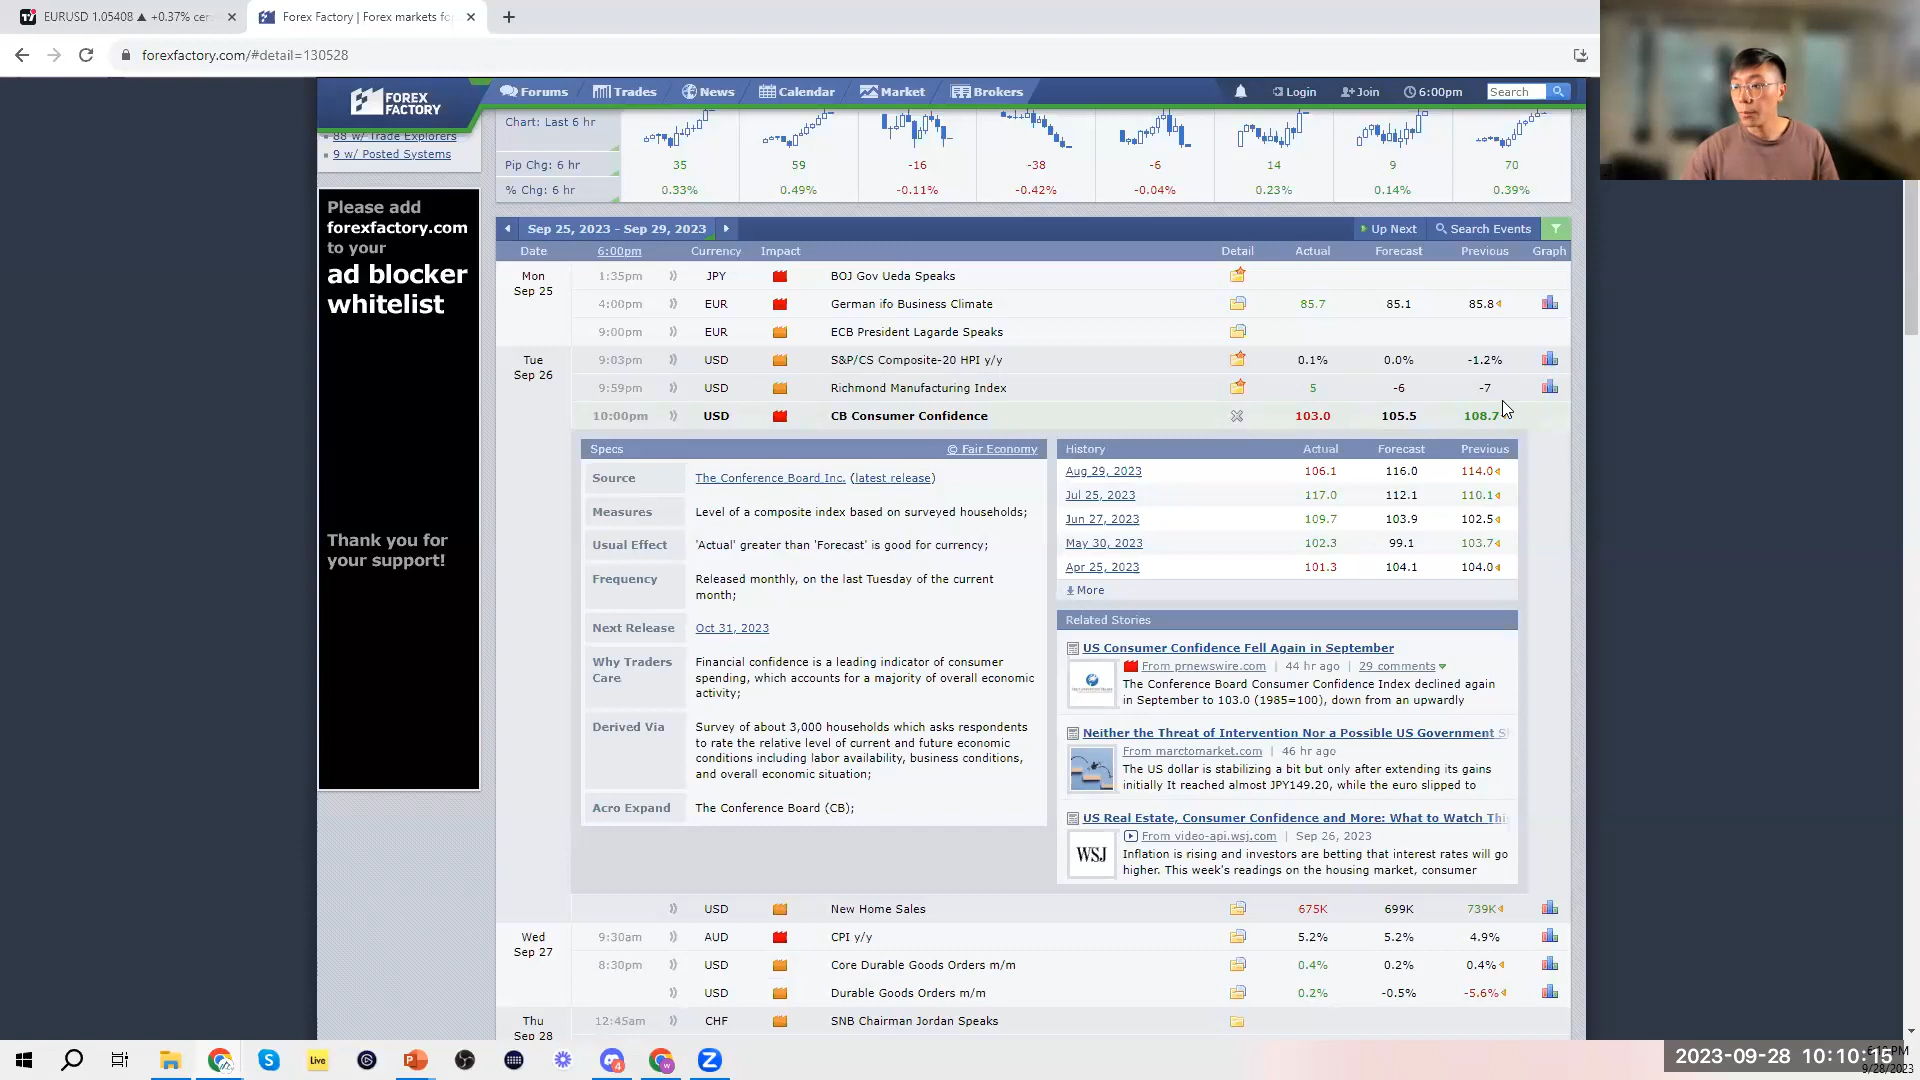 EURUSD 1.05408 ▲ +0.37%
Forex Factory | Forex markets fo
forexfactory.com/#detail=130528
FOREX
FACTORY
Forums
Trades
News
Calendar
Market
Brokers
Login
Join
6:00pm
Search
88 w/ Trade Explorers
9 w/ Posted Systems
Please add
forexfactory.com
to your
ad blocker
whitelist
Thank you for
your support!
Chart: Last 6 hr
Pip Chg: 6 hr 35 59 -16 -38 -6 14 9 70
% Chg: 6 hr 0.33% 0.49% -0.11% -0.42% -0.04% 0.23% 0.14% 0.39%
Sep 25, 2023 - Sep 29, 2023 Up Next Search Events
Date 6:00pm Currency Impact Detail Actual Forecast Previous Graph
Mon
Sep 25
1:35pm JPY BOJ Gov Ueda Speaks
4:00pm EUR German ifo Business Climate 85.7 85.1 85.8
9:00pm EUR ECB President Lagarde Speaks
Tue
Sep 26
9:03pm USD S&P/CS Composite-20 HPI y/y 0.1% 0.0% -1.2%
9:59pm USD Richmond Manufacturing Index 5 -6 -7
10:00pm USD CB Consumer Confidence 103.0 105.5 108.7
Specs © Fair Economy
Source The Conference Board Inc. (latest release)
Measures Level of a composite index based on surveyed households;
Usual Effect 'Actual' greater than 'Forecast' is good for currency;
Frequency Released monthly, on the last Tuesday of the current
month;
Next Release Oct 31, 2023
Why Traders Financial confidence is a leading indicator of consumer
Care spending, which accounts for a majority of overall economic
activity;
Derived Via Survey of about 3,000 households which asks respondents
to rate the relative level of current and future economic
conditions including labor availability, business conditions,
and overall economic situation;
Acro Expand The Conference Board (CB);
History Actual Forecast Previous
Aug 29, 2023 106.1 116.0 114.0
Jul 25, 2023 117.0 112.1 110.1
Jun 27, 2023 109.7 103.9 102.5
May 30, 2023 102.3 99.1 103.7
Apr 25, 2023 101.3 104.1 104.0
More
Related Stories
US Consumer Confidence Fell Again in September
From prnewswire.com | 44 hr ago | 29 comments
The Conference Board Consumer Confidence Index declined again
in September to 103.0 (1985=100), down from an upwardly
Neither the Threat of Intervention Nor a Possible US Government S
From marctomarket.com | 46 hr ago
The US dollar is stabilizing a bit but only after extending its gains
initially It reached almost JPY149.20, while the euro slipped to
US Real Estate, Consumer Confidence and More: What to Watch Thi
From video-api.wsj.com | Sep 26, 2023
WSJ
Inflation is rising and investors are betting that interest rates will go
higher. This week's readings on the housing market, consumer
USD New Home Sales 675K 699K 739K
Wed
Sep 27
9:30am AUD CPI y/y 5.2% 5.2% 4.9%
8:30pm USD Core Durable Goods Orders m/m 0.4% 0.2% 0.4%
USD Durable Goods Orders m/m 0.2% -0.5% -5.6%
Thu
Sep 28
12:45am CHF SNB Chairman Jordan Speaks
Live
2023-09-28 10:10:15
9/28/2023